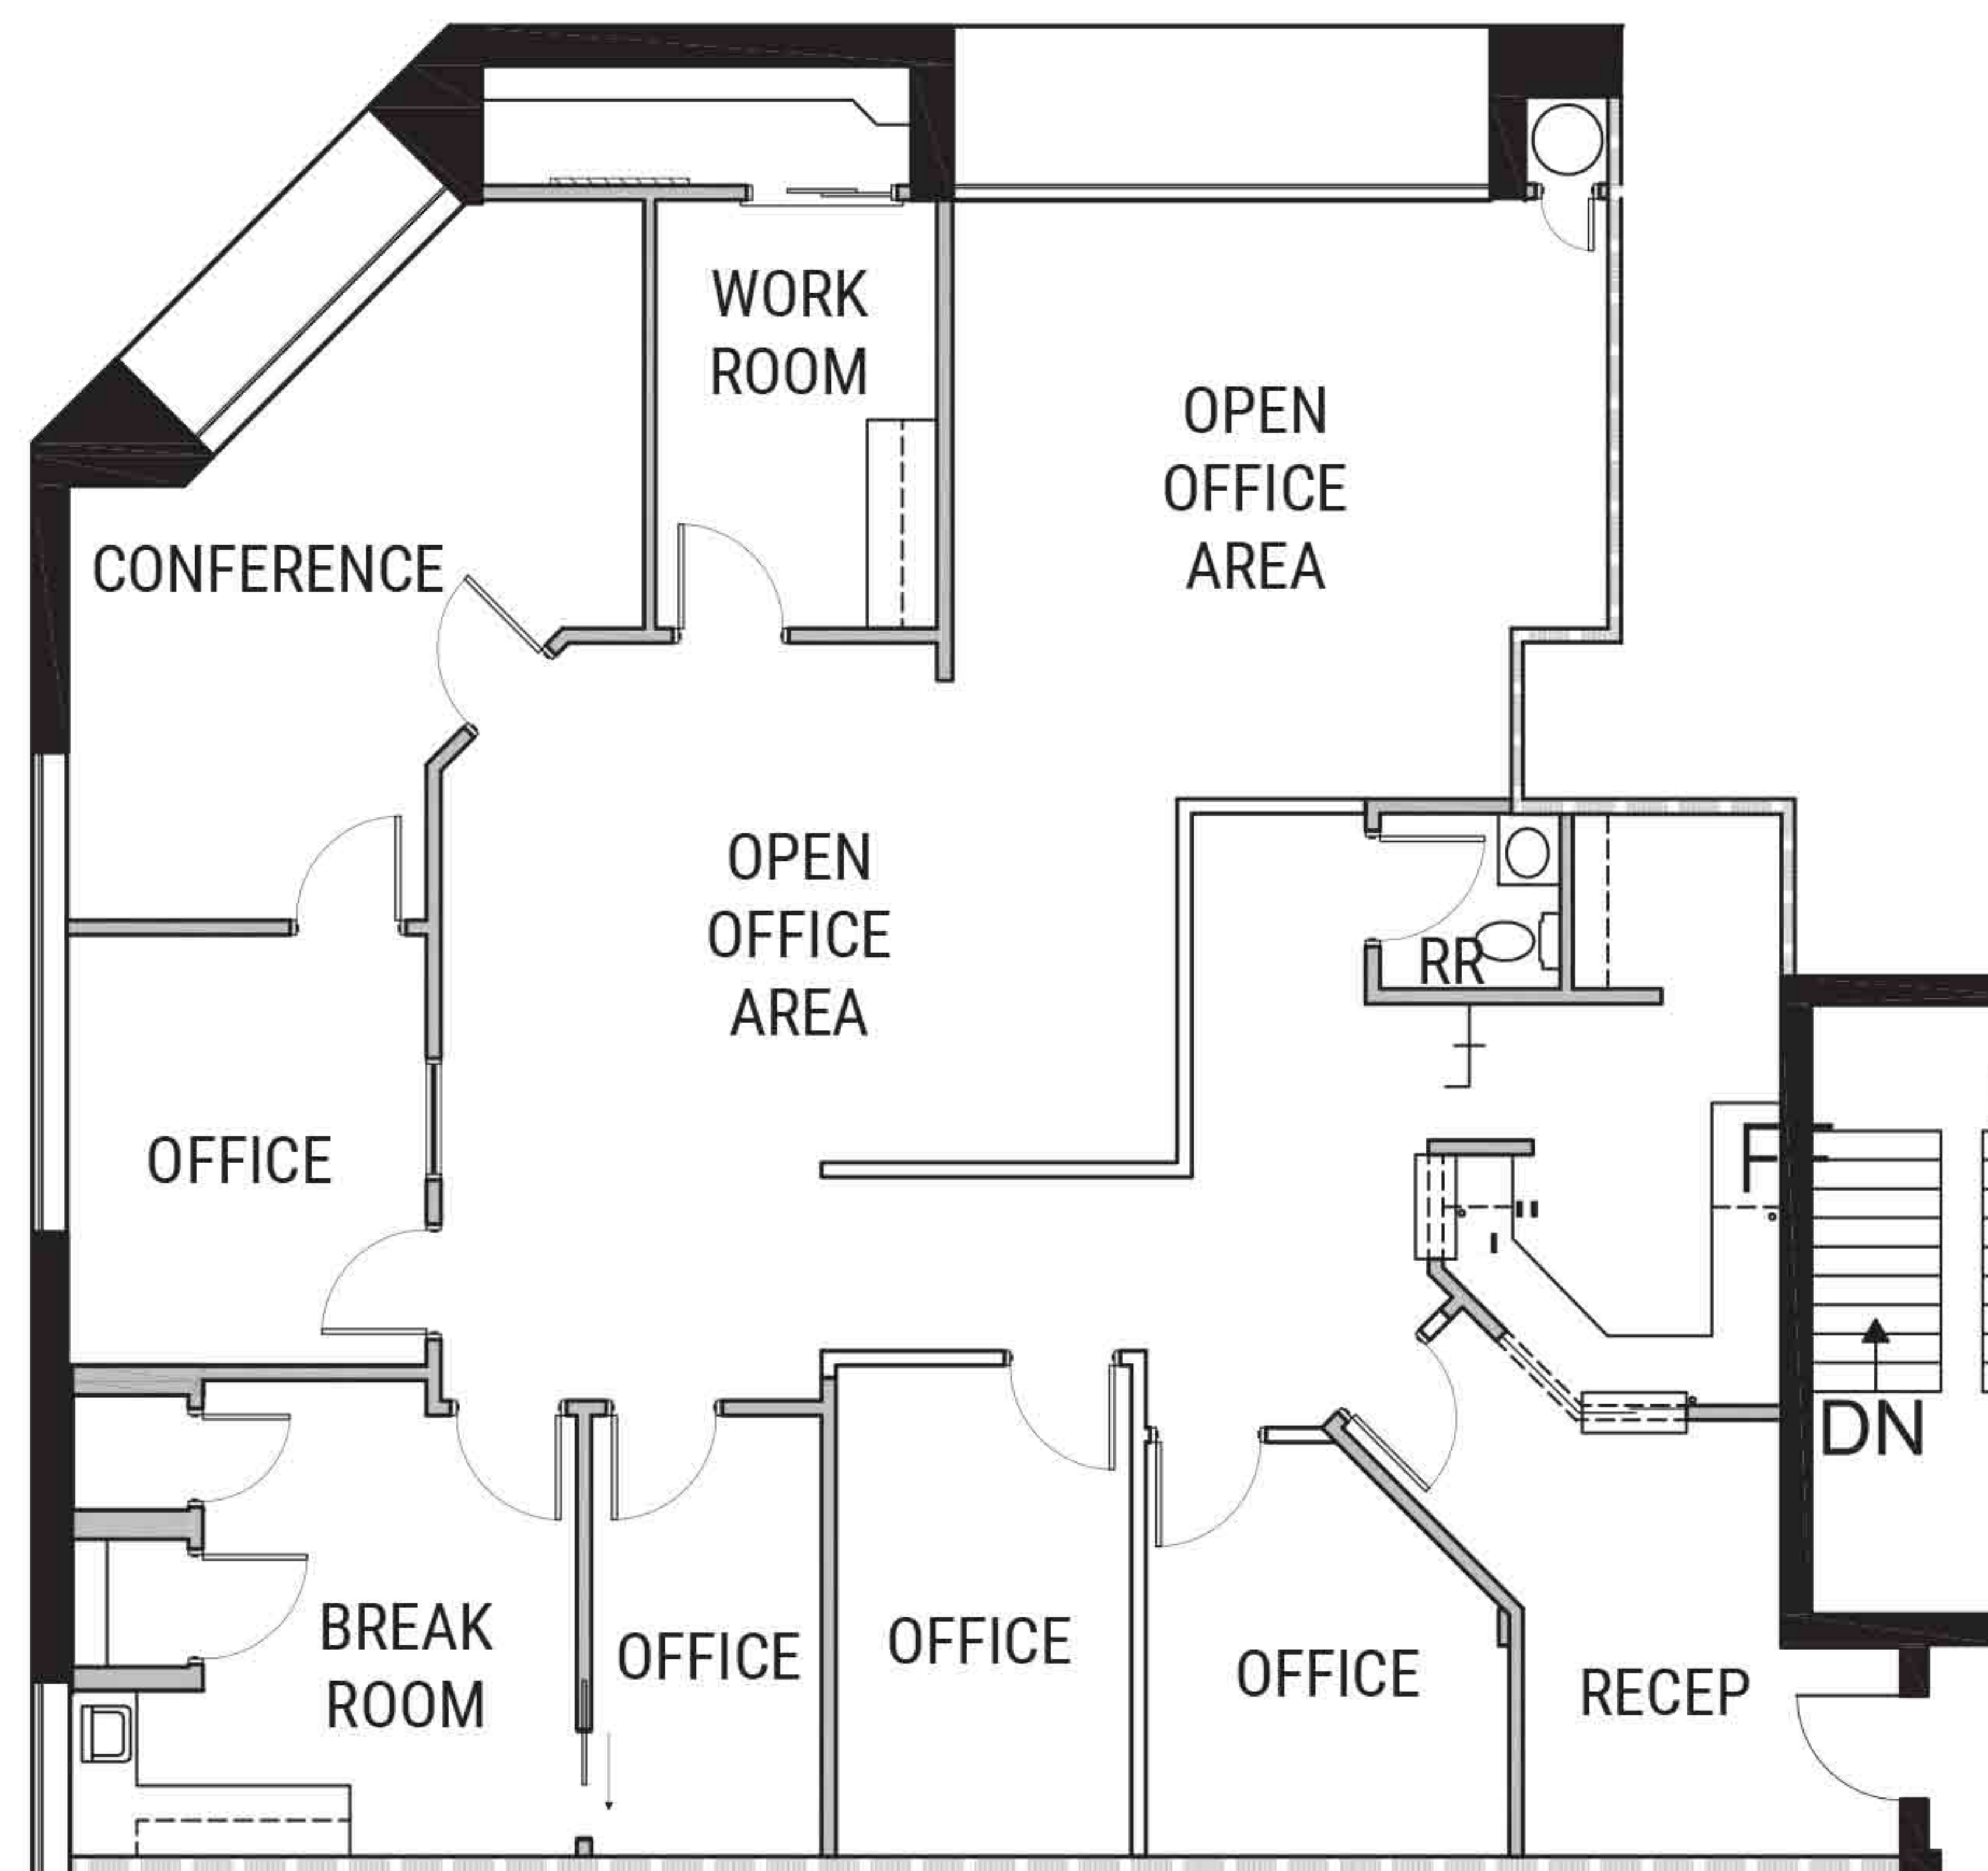 WORK
ROOM
OPEN
OFFICE
AREA
CONFERENCE
OPEN
OFFICE
AREA
RR
OFFICE
DN
BREAK
ROOM
OFFICE
OFFICE
OFFICE
RECEP